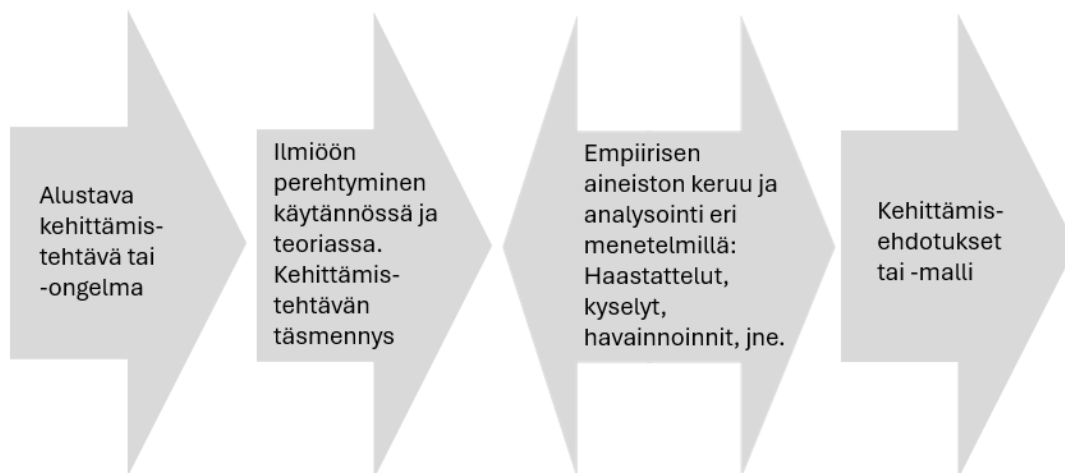 Alustava
kehittämis-
tehtävä tai
-ongelma
Ilmiöön
perehtyminen
käytännössä ja
teoriassa.
Kehittämis-
tehtävän
täsmennys
Empiirisen
aineiston keruu ja
analysointi eri
menetelmillä:
Haastattelut,
kyselyt,
havainnoinnit, jne.
Kehittämis-
ehdotukset
tai -malli